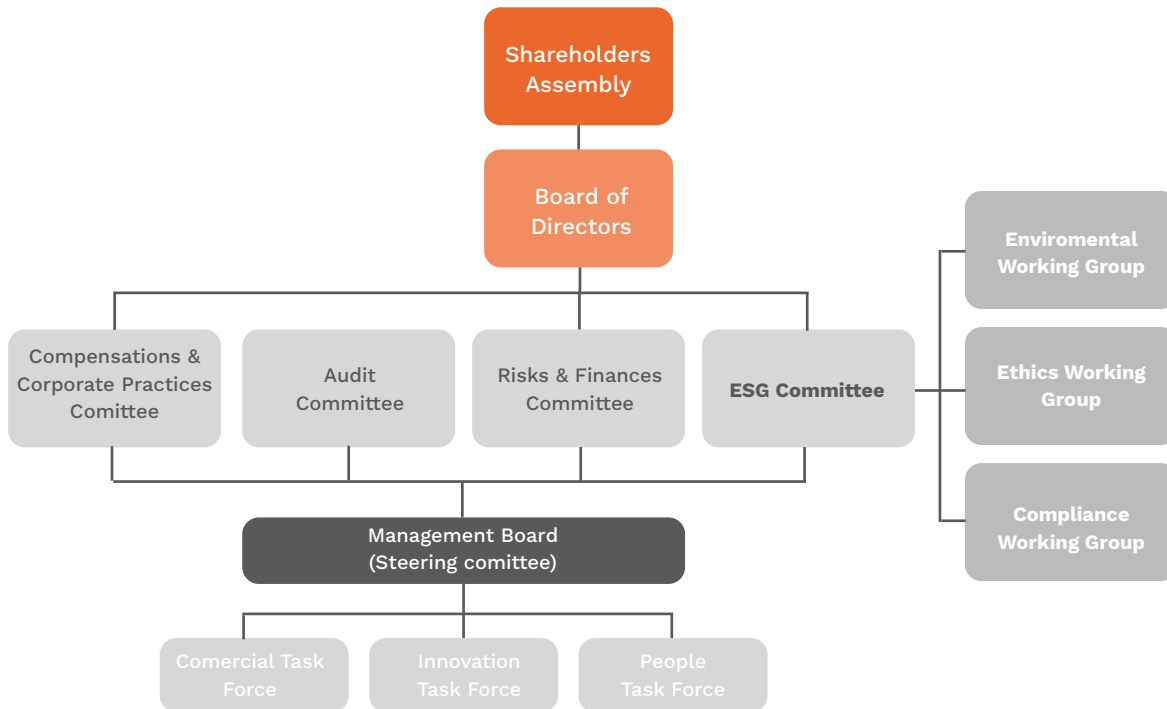 Shareholders
Assembly
Board of
Directors
Enviromental
Working Group
Compensations &
Corporate Practices
Comittee
Audit
Committee
Risks & Finances
Committee
ESG Committee
Ethics Working
Group
Compliance
Working Group
Management Board
(Steering comittee)
Comercial Task
Force
Innovation
Task Force
People
Task Force